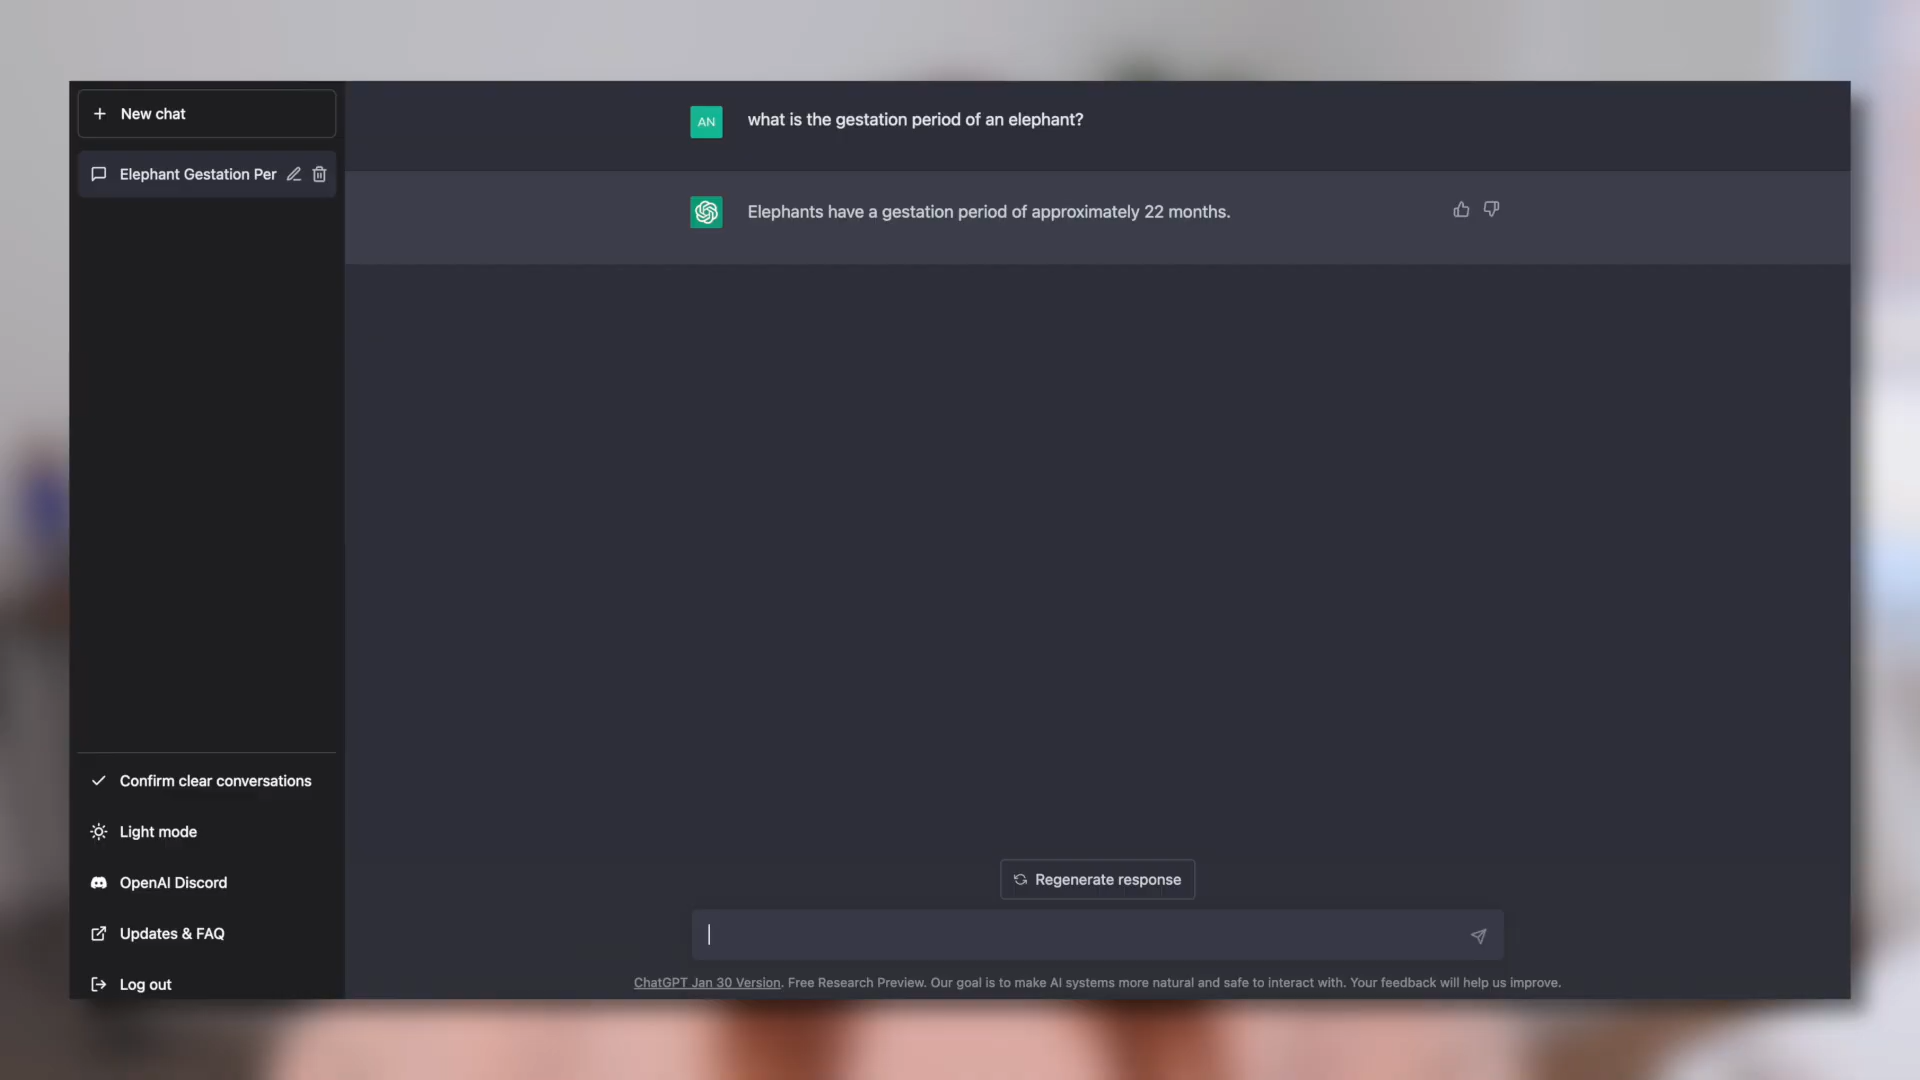 New chat
Elephant Gestation Per
Confirm clear conversations
Light mode
OpenAI Discord
Updates & FAQ
Log out
AN
what is the gestation period of an elephant?
Elephants have a gestation period of approximately 22 months.
Regenerate response
ChatGPT Jan 30 Version. Free Research Preview. Our goal is to make AI systems more natural and safe to interact with. Your feedback will help us improve.